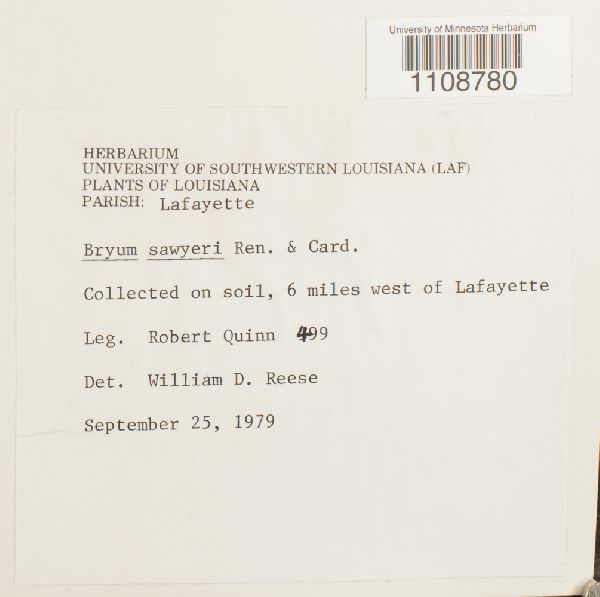 University of Minnesota Herbarium
1108780
HERBARIUM
UNIVERSITY OF SOUTHWESTERN LOUISIANA (LAF)
PLANTS OF LOUISIANA
PARISH: Lafayette
Bryum sawyeri Ren. & Card.
Collected on soil, 6 miles west of Lafayette
Leg. Robert Quinn 499
Det. William D. Reese
September 25, 1979